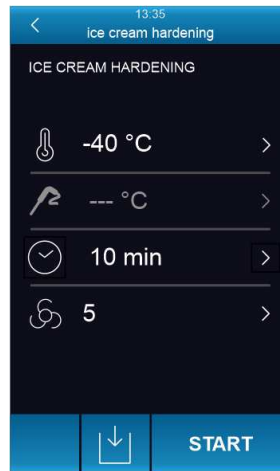 13:35
ice cream hardening
ICE CREAM HARDENING
-40 °C
--- °C
10 min
5
START